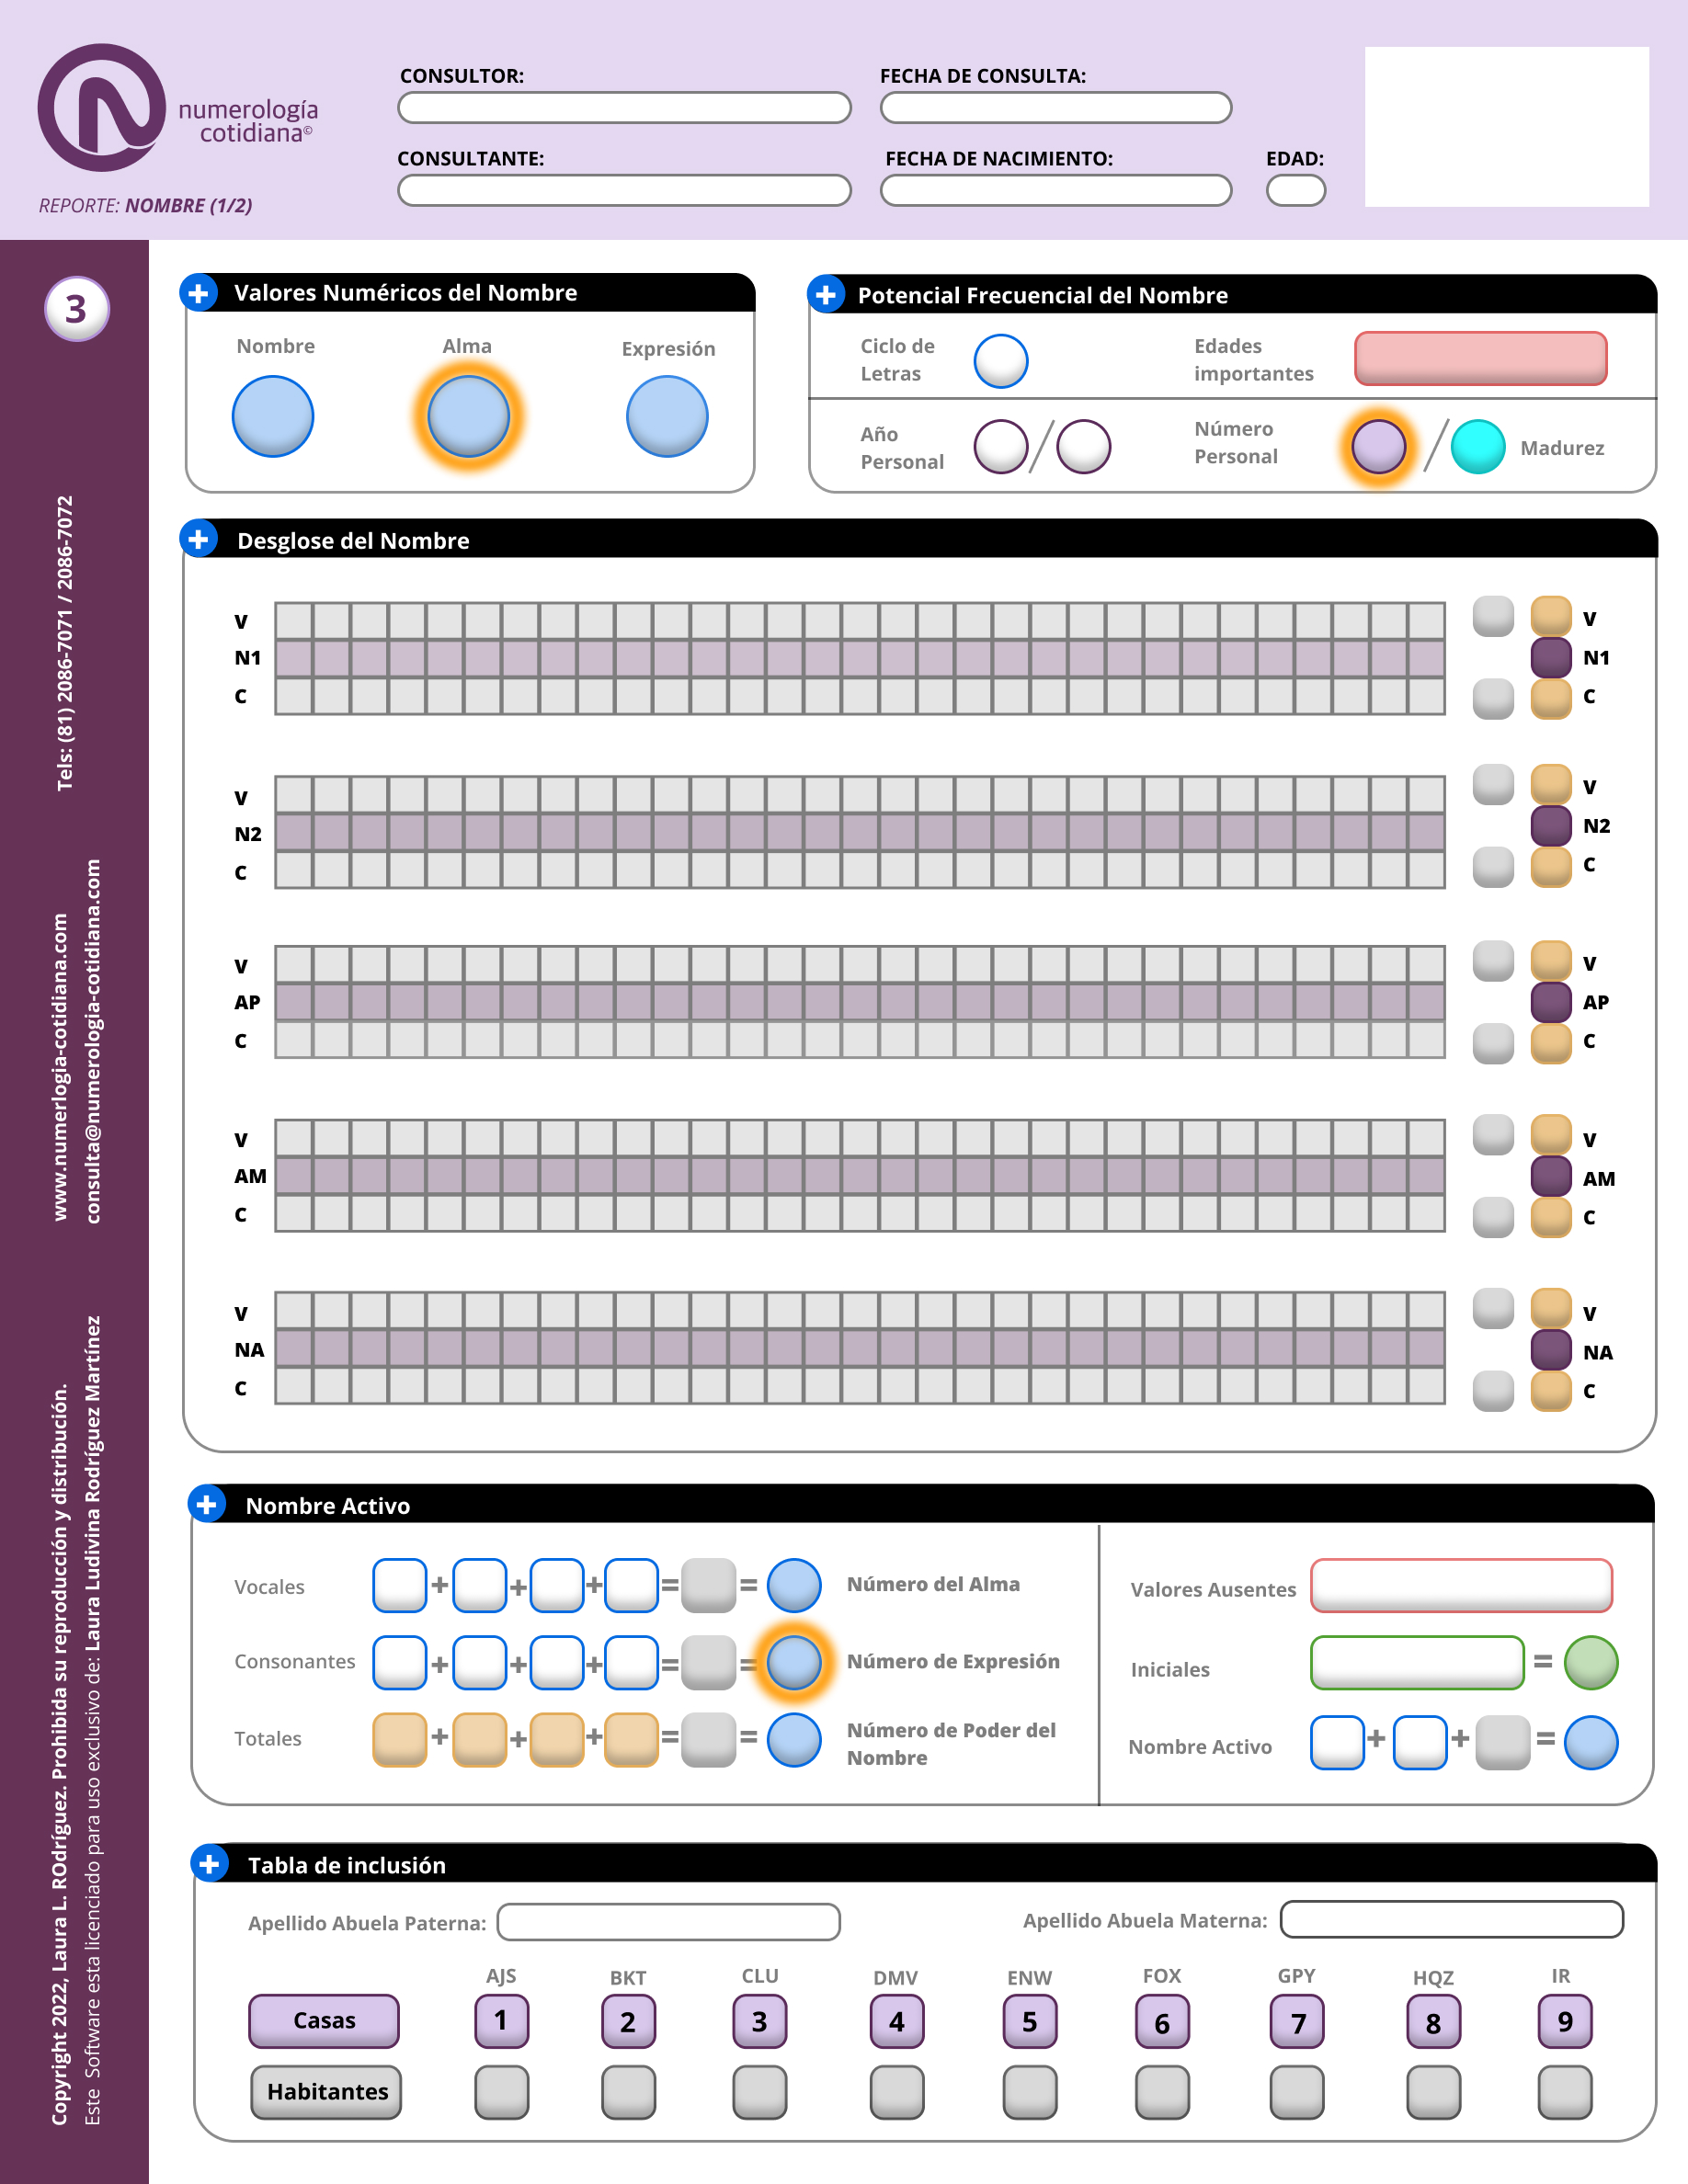 numerología
cotidiana©
REPORTE: NOMBRE (1/2)
CONSULTOR:
FECHA DE CONSULTA:
CONSULTANTE:
FECHA DE NACIMIENTO:
EDAD:
3
Tels: (81) 2086-7071 / 2086-7072
www.numerlogia-cotidiana.com
consulta@numerologia-cotidiana.com
Copyright 2022, Laura L. ROdríguez. Prohibida su reproducción y distribución.
Este Software esta licenciado para uso exclusivo de: Laura Ludivina Rodríguez Martínez
+ Valores Numéricos del Nombre
Nombre
Alma
Expresión
+ Potencial Frecuencial del Nombre
Ciclo de
Letras
Edades
importantes
Año
Personal
/
Número
Personal
/
Madurez
+ Desglose del Nombre
V V
N1 N1
C C
V V
N2 N2
C C
V V
AP AP
C C
V V
AM AM
C C
V V
NA NA
C C
+ Nombre Activo
Vocales + + + = = Número del Alma
Consonantes + + + = = Número de Expresión
Totales + + + = = Número de Poder del
Nombre
Valores Ausentes
Iniciales =
Nombre Activo + + =
+ Tabla de inclusión
Apellido Abuela Paterna:
Apellido Abuela Materna:
AJS BKT CLU DMV ENW FOX GPY HQZ IR
Casas 1 2 3 4 5 6 7 8 9
Habitantes